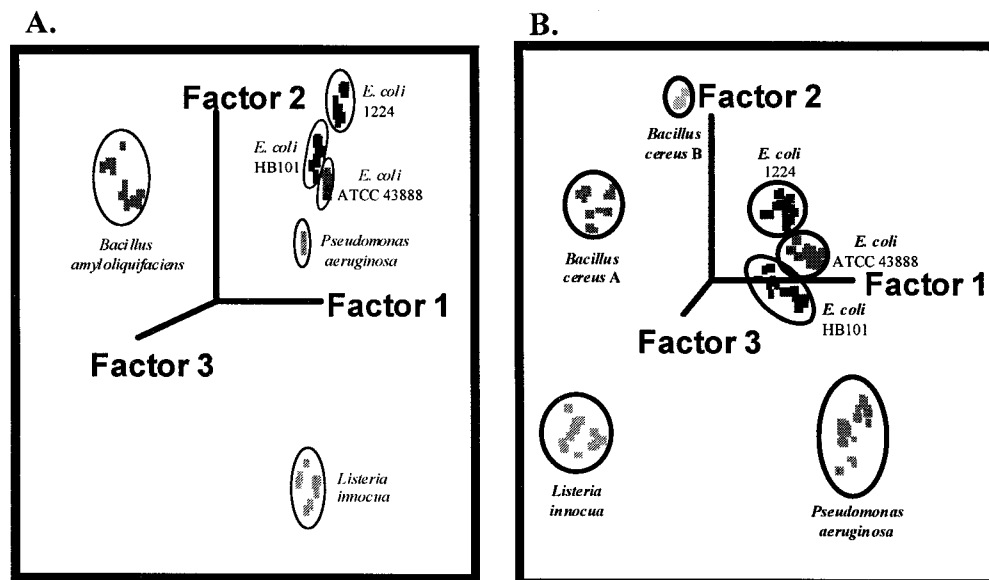 A.
Factor 2
E. coli
1224
E. coli
HB101
E. coli
ATCC 43888
Bacillus
amyloliquifaciens
Pseudomonas
aeruginosa
Factor 1
Factor 3
Listeria
innocua
B.
Factor 2
Bacillus
cereus B
E. coli
1224
Bacillus
cereus A
E. coli
ATCC 43888
Factor 1
E. coli
HB101
Factor 3
Listeria
innocua
Pseudomonas
aeruginosa